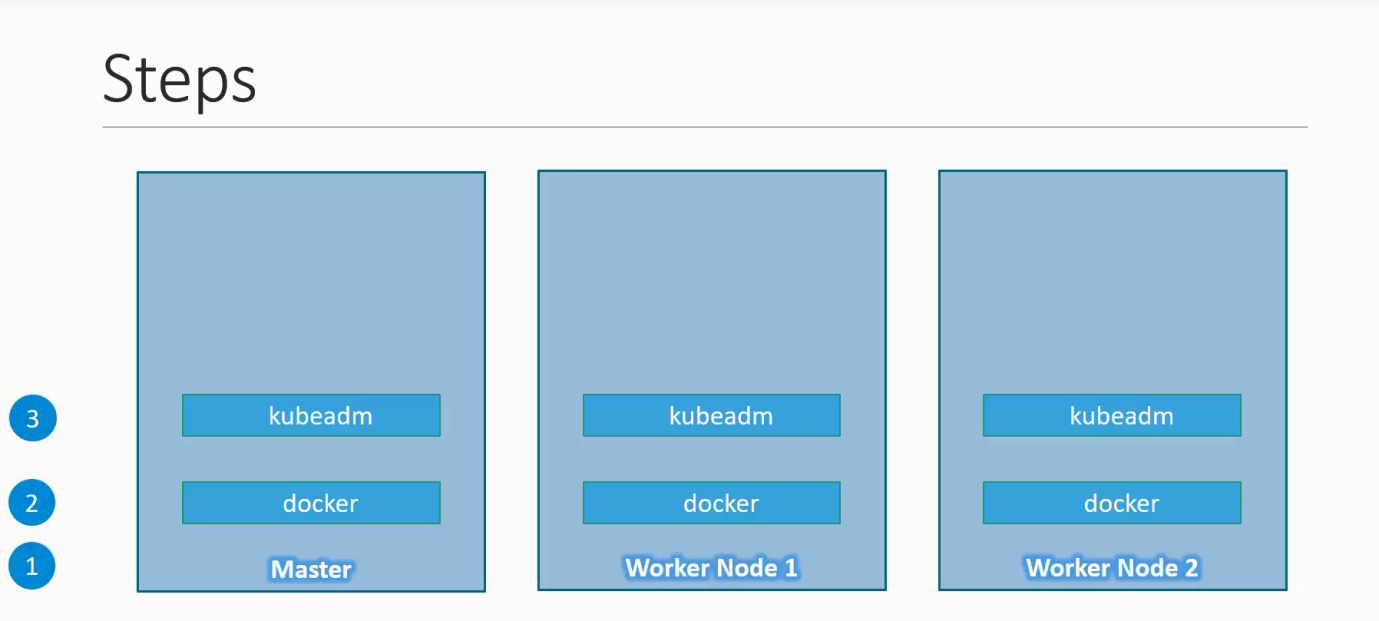 Steps
3
kubeadm
kubeadm
kubeadm
2
docker
docker
docker
1
Master
Worker Node 1
Worker Node 2